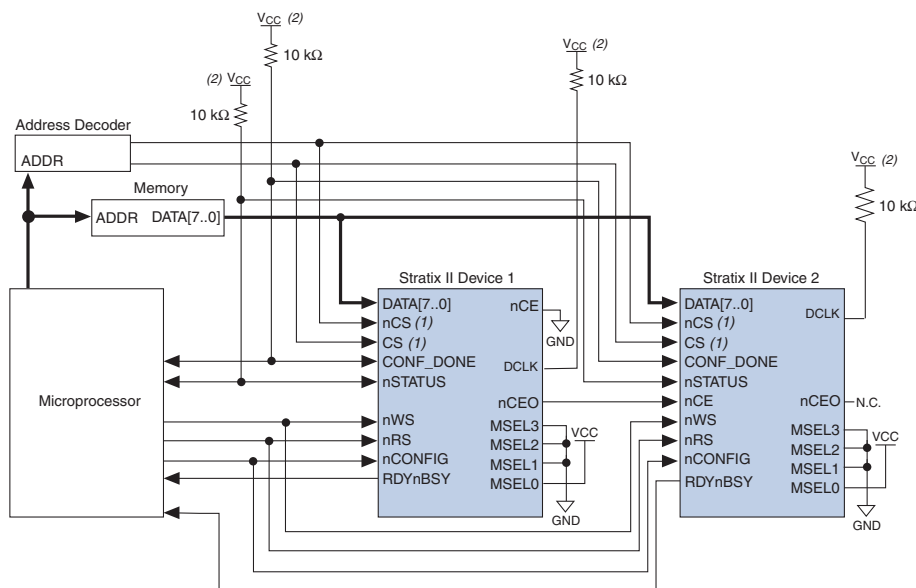 VCC (2)
10 kΩ
(2) VCC
10 kΩ
VCC (2)
10 kΩ
VCC (2)
10 kΩ
Address Decoder
ADDR
Memory
ADDR DATA[7..0]
Microprocessor
Stratix II Device 1
DATA[7..0]
nCS (1)
CS (1)
CONF_DONE
nSTATUS
nWS
nRS
nCONFIG
RDYnBSY
nCE
GND
DCLK
nCEO
MSEL3
MSEL2
MSEL1
MSEL0
VCC
GND
Stratix II Device 2
DATA[7..0]
nCS (1)
CS (1)
CONF_DONE
nSTATUS
nCE
nWS
nRS
nCONFIG
RDYnBSY
DCLK
nCEO
N.C.
MSEL3
MSEL2
MSEL1
MSEL0
VCC
GND